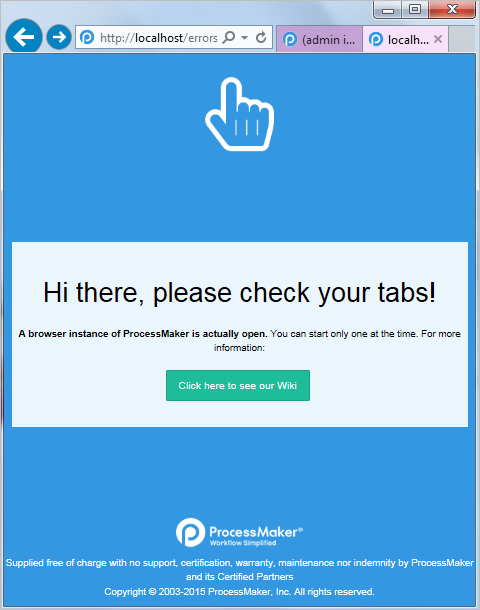 http://localhost/errors
(admin i...
localh...
Hi there, please check your tabs!
A browser instance of ProcessMaker is actually open. You can start only one at the time. For more
information:
Click here to see our Wiki
ProcessMaker®
Workflow Simplified
Supplied free of charge with no support, certification, warranty, maintenance nor indemnity by ProcessMaker
and its Certified Partners
Copyright © 2003-2015 ProcessMaker, Inc. All rights reserved.